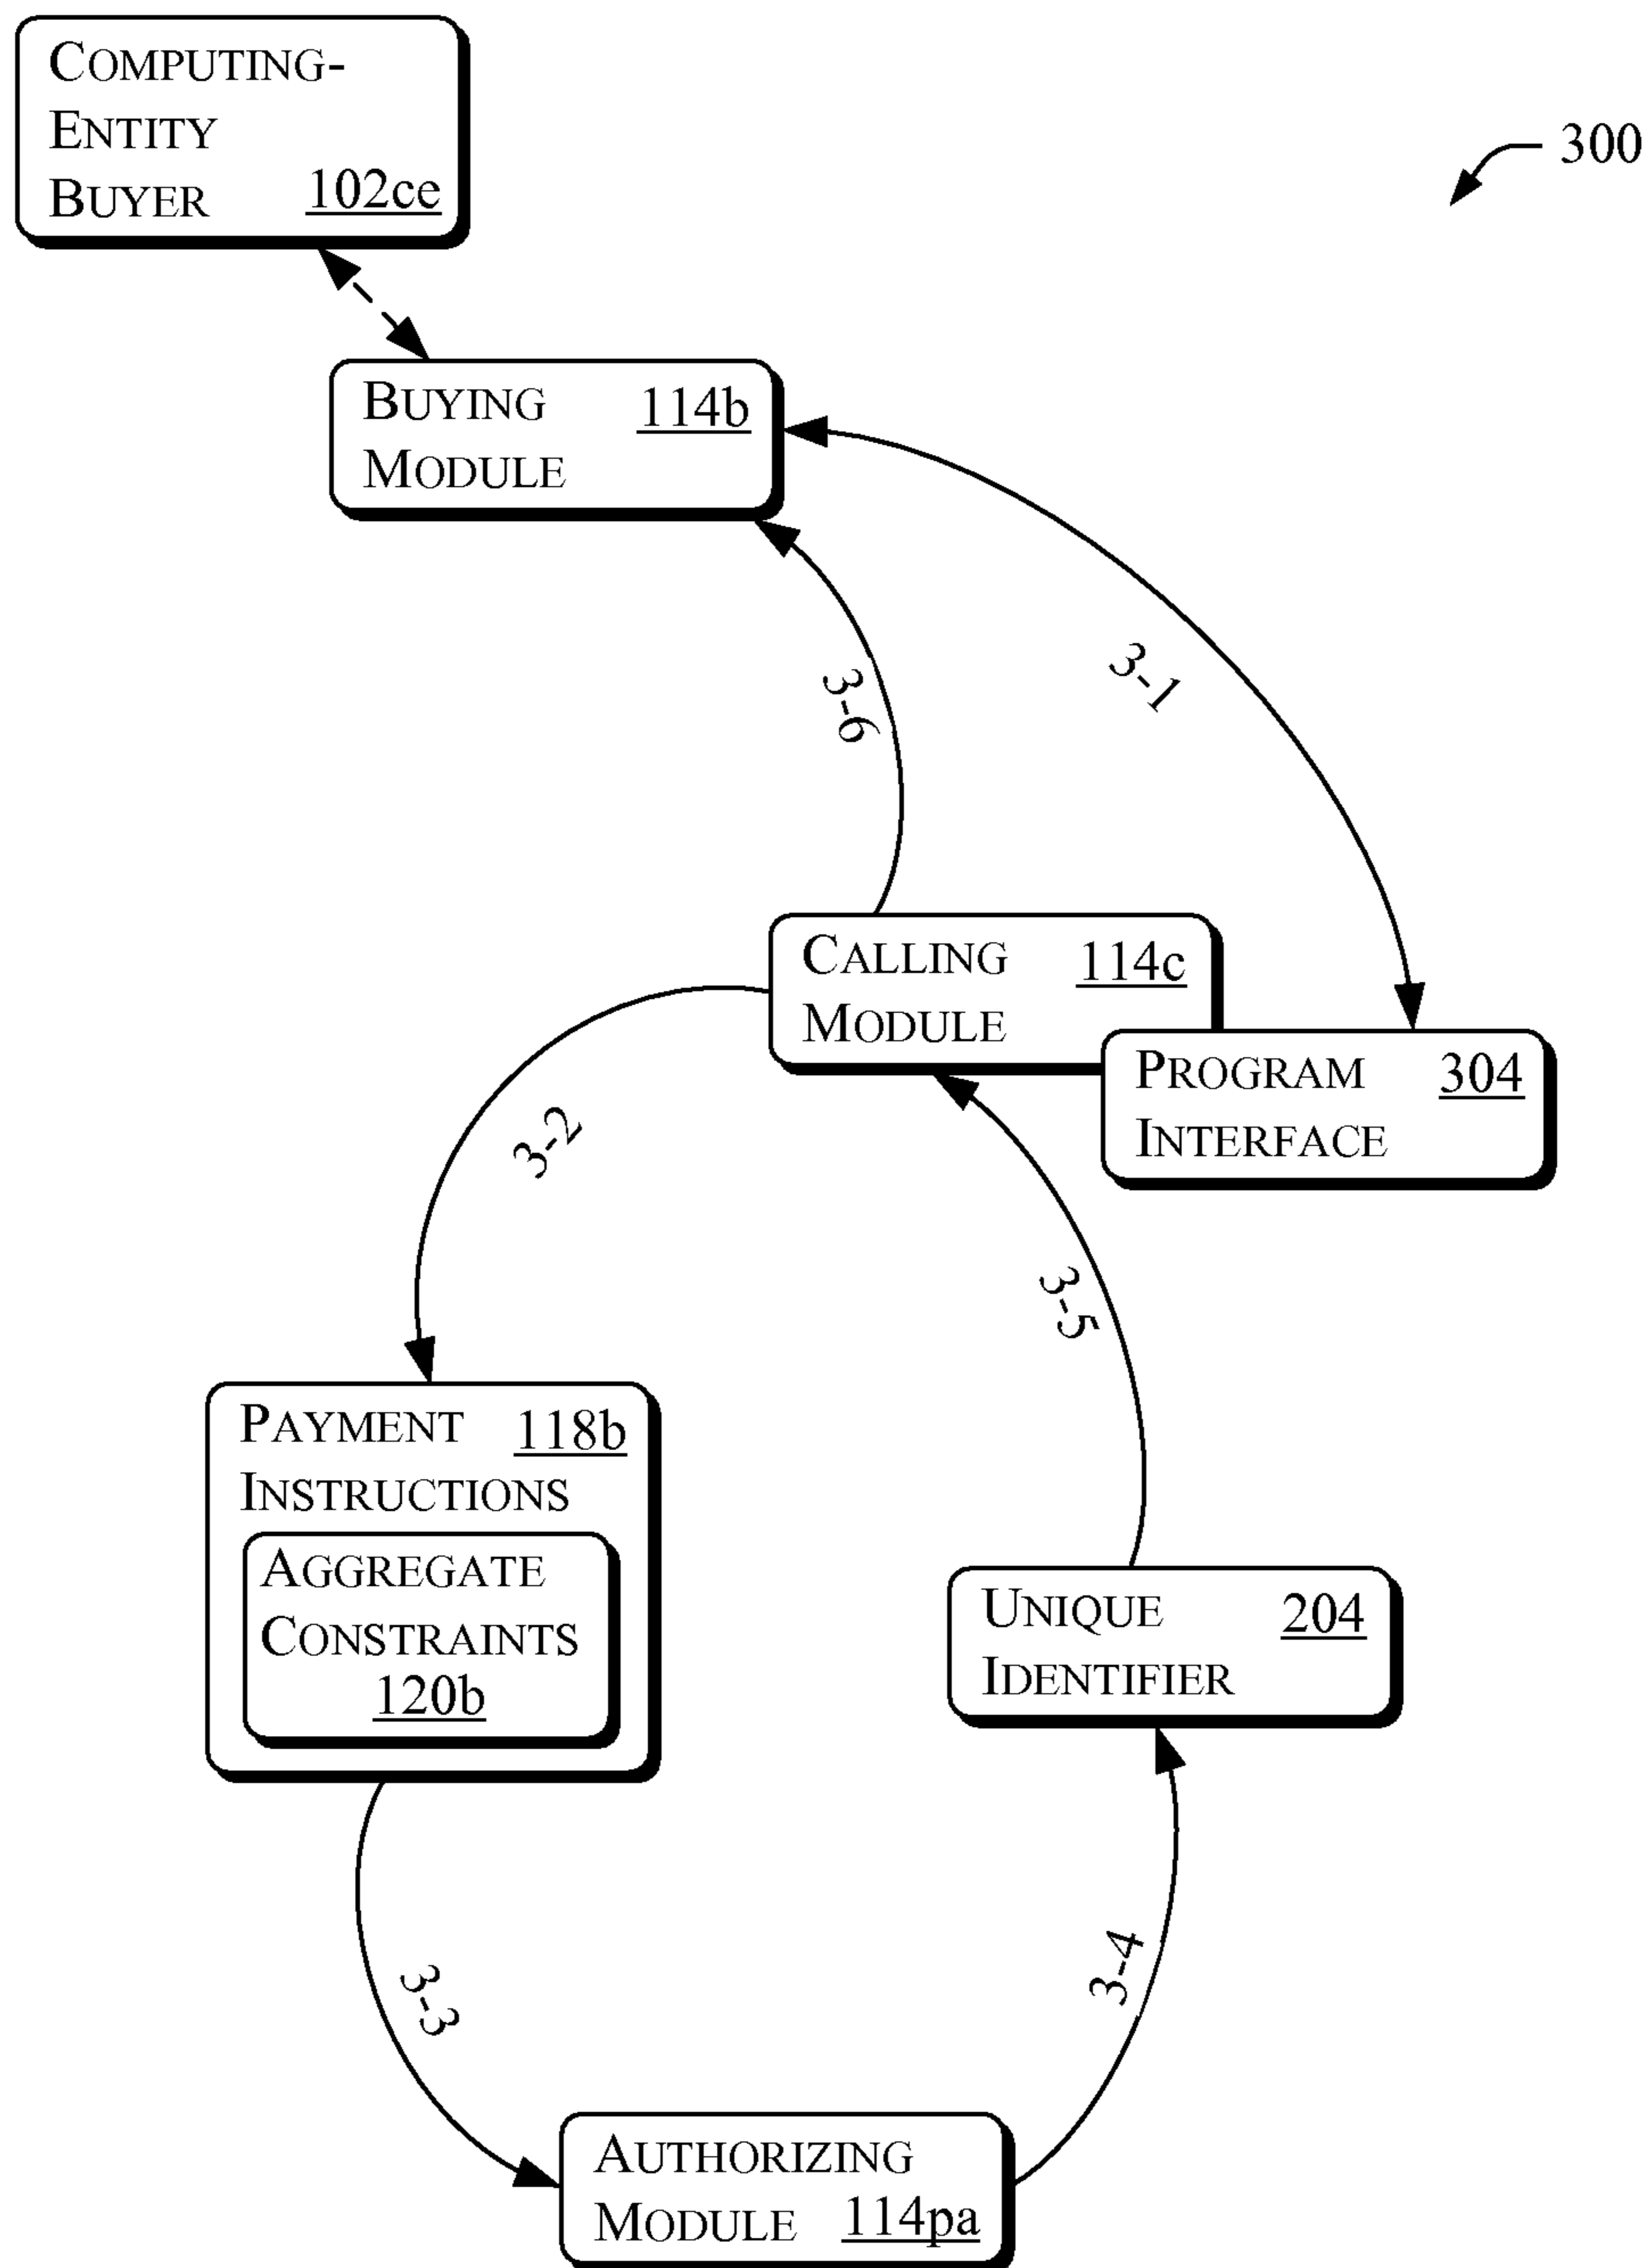 COMPUTING-
ENTITY
BUYER 102ce
300
BUYING 114b
MODULE
3-1
3-6
CALLING 114c
MODULE
PROGRAM 304
INTERFACE
3-2
3-5
PAYMENT 118b
INSTRUCTIONS
AGGREGATE
CONSTRAINTS
120b
UNIQUE 204
IDENTIFIER
3-3
3-4
AUTHORIZING
MODULE 114pa